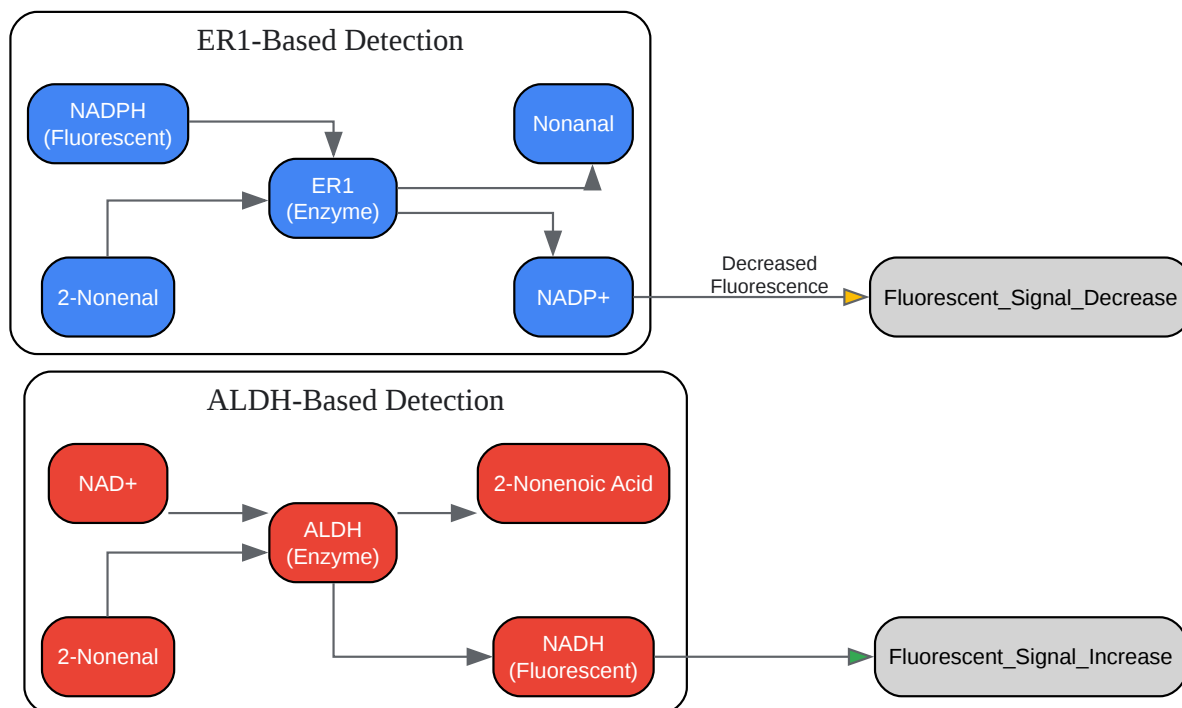 ER1-Based Detection
NADPH
(Fluorescent)
Nonanal
ER1
(Enzyme)
2-Nonenal
NADP+
Decreased
Fluorescence
Fluorescent_Signal_Decrease
ALDH-Based Detection
NAD+
2-Nonenoic Acid
ALDH
(Enzyme)
2-Nonenal
NADH
(Fluorescent)
Fluorescent_Signal_Increase